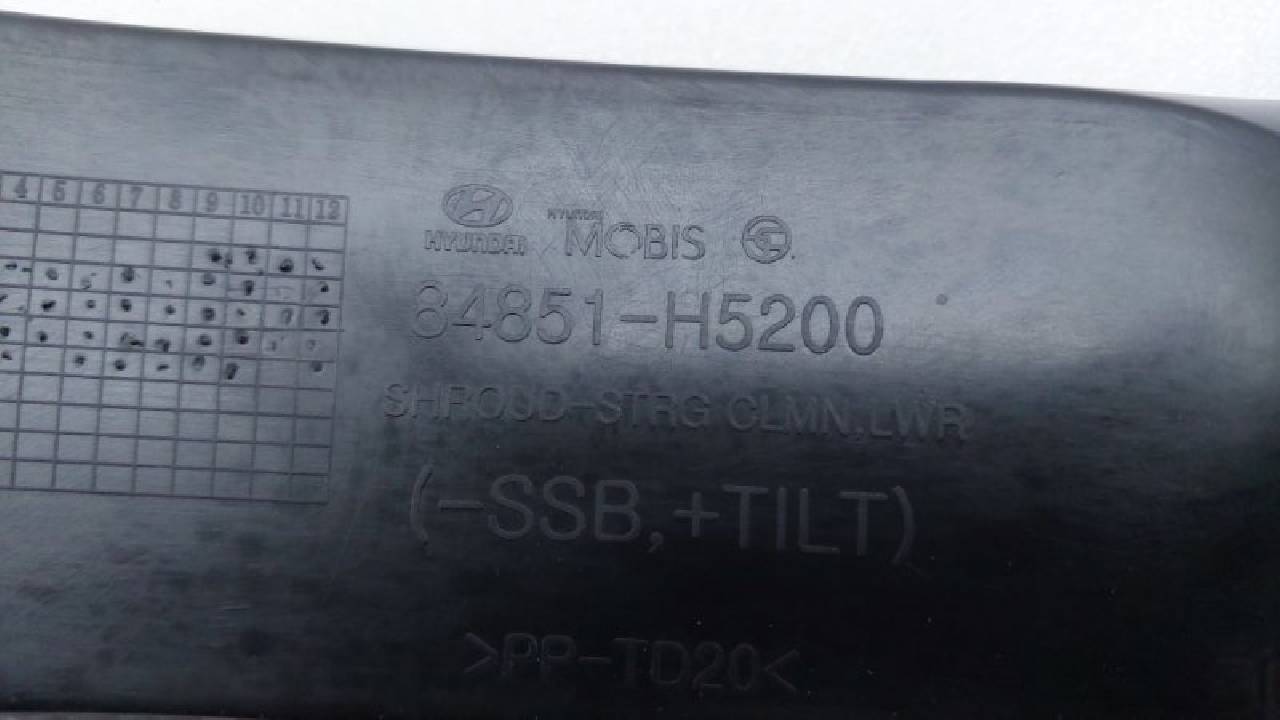 4 5 6 7 8 9 10 11 12
HYUNDAI
HYUNDAI
MOBIS
84851-H5200
SHROUD-STRG CLMN,LWR
(-SSB,+TILT)
>PP-TD20<